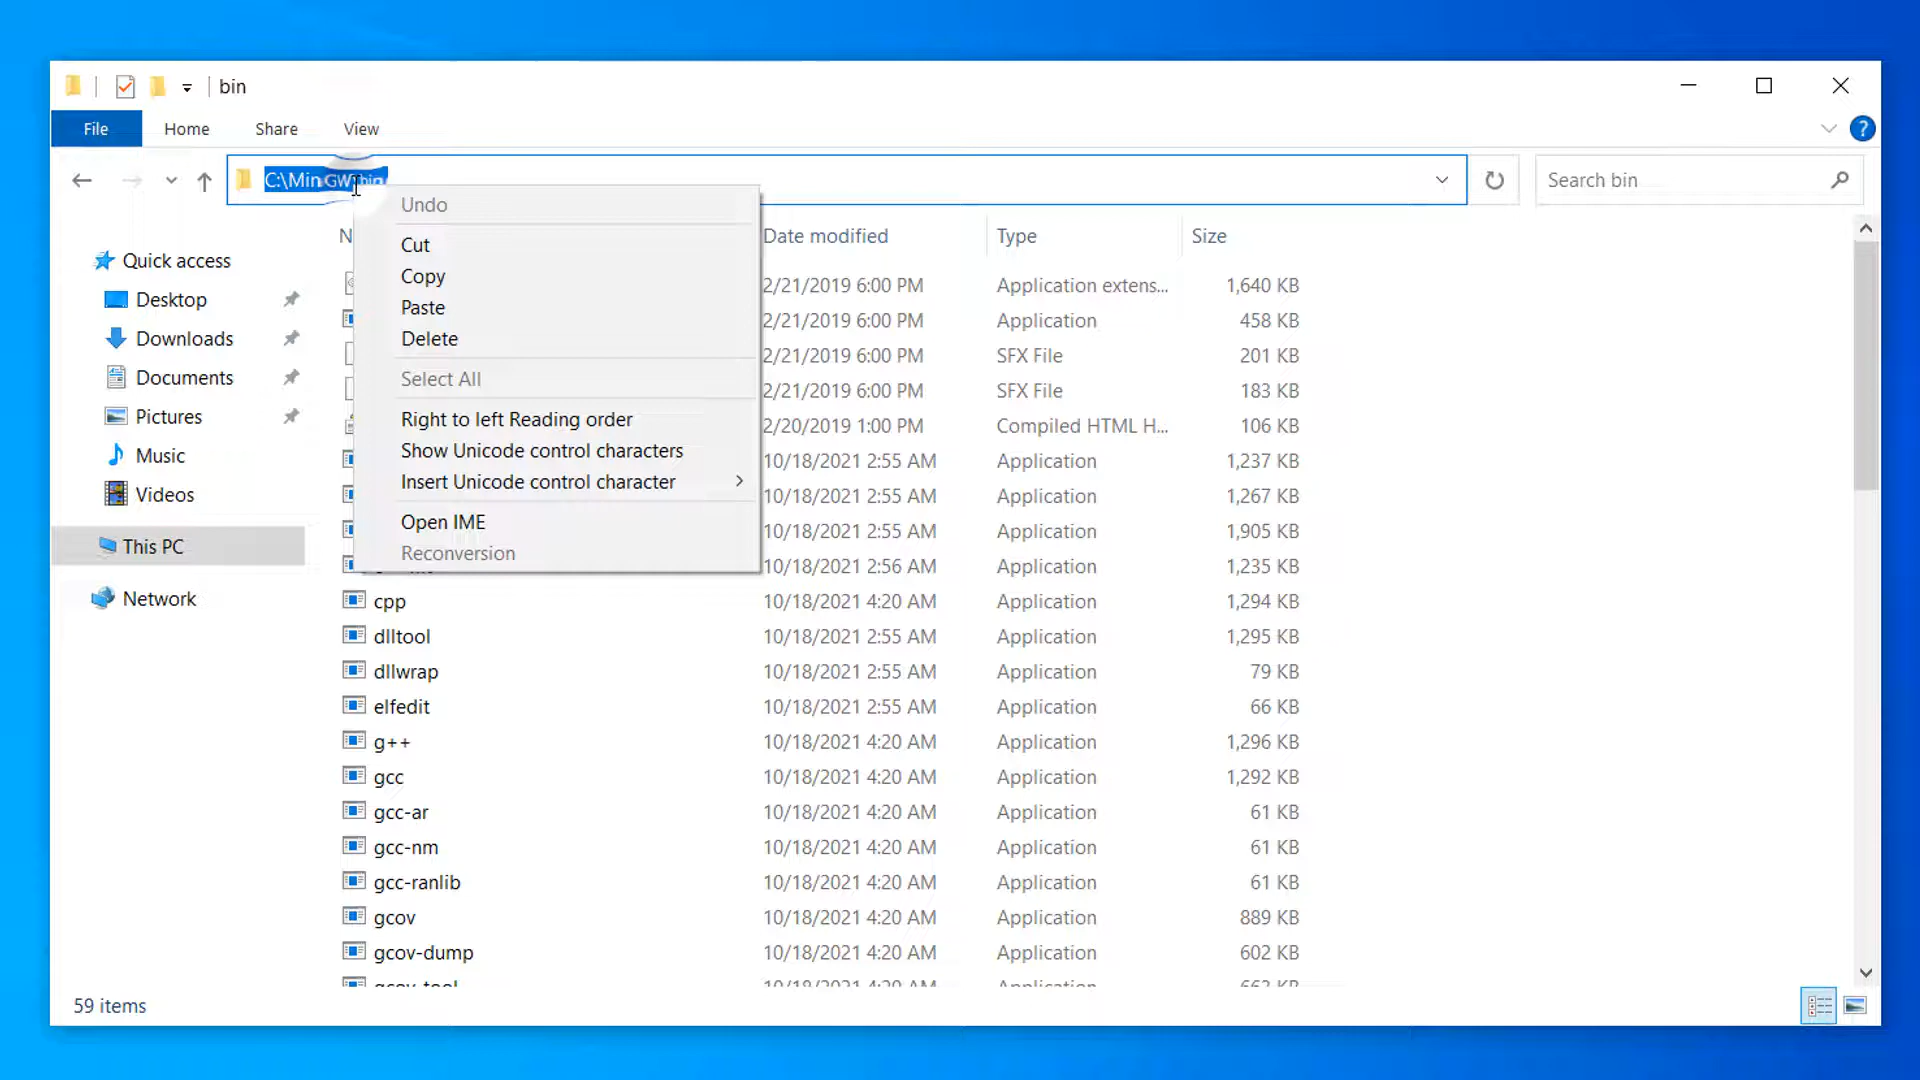 bin
File Home Share View
C:\MinGW\bin
Search bin
N Date modified Type Size
Undo
Cut
Copy
Paste
Delete
Select All
Right to left Reading order
Show Unicode control characters
Insert Unicode control character
Open IME
Reconversion
Quick access
Desktop
Downloads
Documents
Pictures
Music
Videos
This PC
Network
2/21/2019 6:00 PM Application extens... 1,640 KB
2/21/2019 6:00 PM Application 458 KB
2/21/2019 6:00 PM SFX File 201 KB
2/21/2019 6:00 PM SFX File 183 KB
2/20/2019 1:00 PM Compiled HTML H... 106 KB
10/18/2021 2:55 AM Application 1,237 KB
10/18/2021 2:55 AM Application 1,267 KB
10/18/2021 2:55 AM Application 1,905 KB
10/18/2021 2:56 AM Application 1,235 KB
cpp 10/18/2021 4:20 AM Application 1,294 KB
dlltool 10/18/2021 2:55 AM Application 1,295 KB
dllwrap 10/18/2021 2:55 AM Application 79 KB
elfedit 10/18/2021 2:55 AM Application 66 KB
g++ 10/18/2021 4:20 AM Application 1,296 KB
gcc 10/18/2021 4:20 AM Application 1,292 KB
gcc-ar 10/18/2021 4:20 AM Application 61 KB
gcc-nm 10/18/2021 4:20 AM Application 61 KB
gcc-ranlib 10/18/2021 4:20 AM Application 61 KB
gcov 10/18/2021 4:20 AM Application 889 KB
gcov-dump 10/18/2021 4:20 AM Application 602 KB
gcov-tool 10/18/2021 4:20 AM Application
59 items